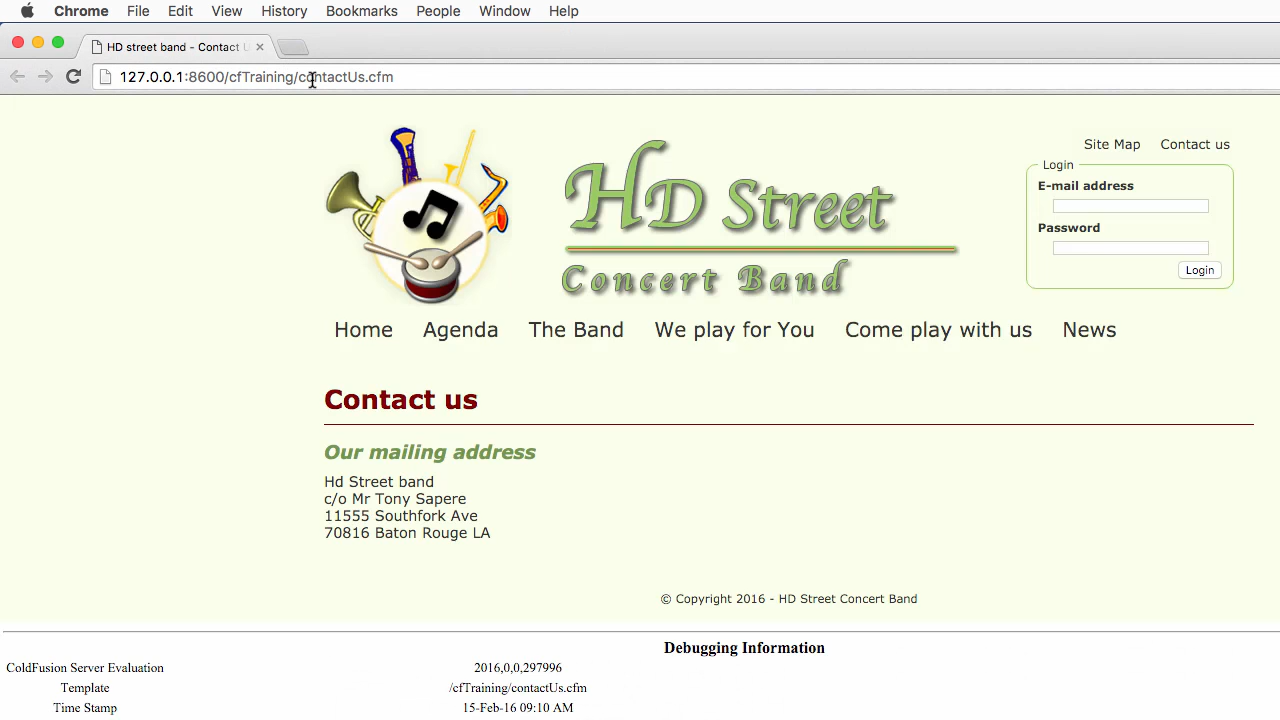 Chrome File Edit View History Bookmarks People Window Help
HD street band - Contact U
127.0.0.1:8600/cfTraining/contactUs.cfm
Site Map Contact us
HD Street
Concert Band
Login
E-mail address
Password
Login
Home Agenda The Band We play for You Come play with us News
Contact us
Our mailing address
Hd Street band
c/o Mr Tony Sapere
11555 Southfork Ave
70816 Baton Rouge LA
© Copyright 2016 - HD Street Concert Band
Debugging Information
ColdFusion Server Evaluation 2016,0,0,297996
Template /cfTraining/contactUs.cfm
Time Stamp 15-Feb-16 09:10 AM